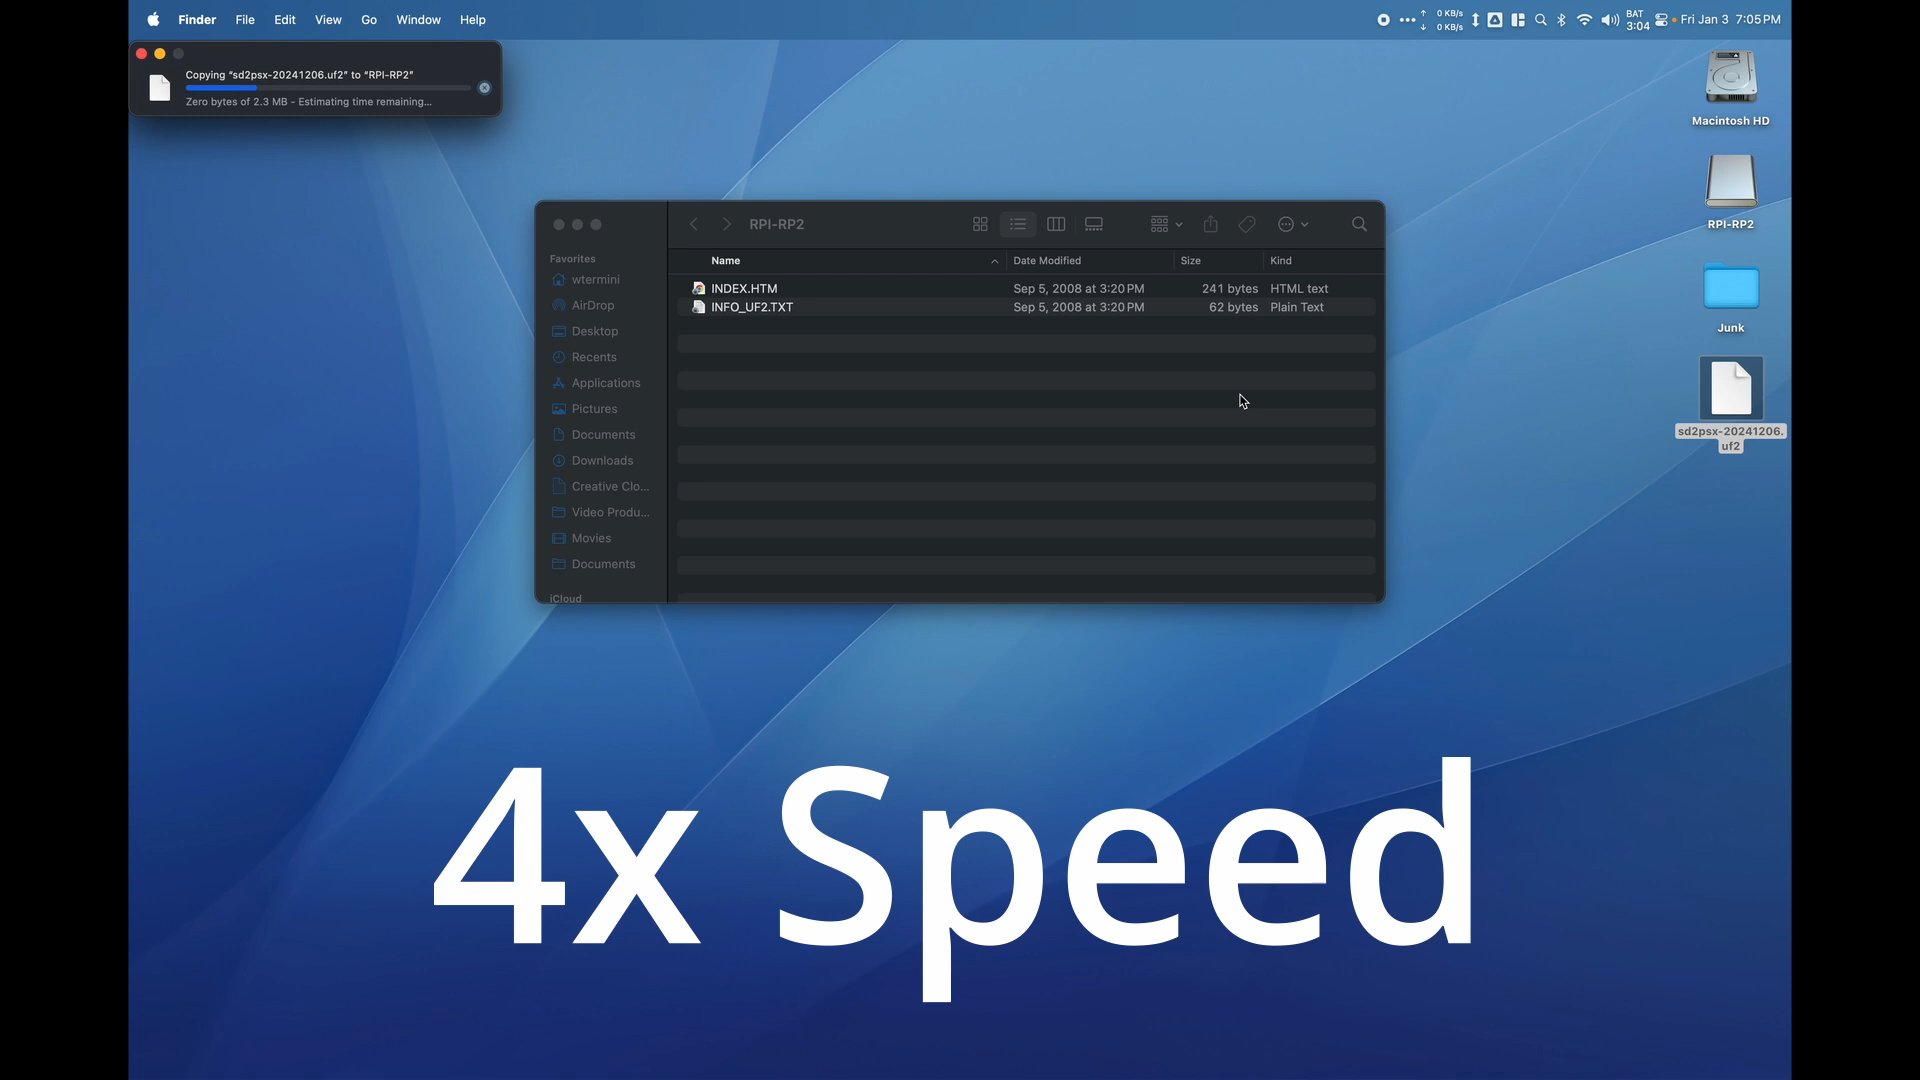 Finder File Edit View Go Window Help
0 KB/s
0 KB/s
BAT
3:04
Fri Jan 3 7:05 PM
Copying “sd2psx-20241206.uf2” to “RPI-RP2”
Zero bytes of 2.3 MB - Estimating time remaining...
Macintosh HD
RPI-RP2
Junk
sd2psx-20241206.
uf2
RPI-RP2
Favorites
wtermini
AirDrop
Desktop
Recents
Applications
Pictures
Documents
Downloads
Creative Clo...
Video Produ...
Movies
Documents
iCloud
Name Date Modified Size Kind
INDEX.HTM Sep 5, 2008 at 3:20 PM 241 bytes HTML text
INFO_UF2.TXT Sep 5, 2008 at 3:20 PM 62 bytes Plain Text
4x Speed